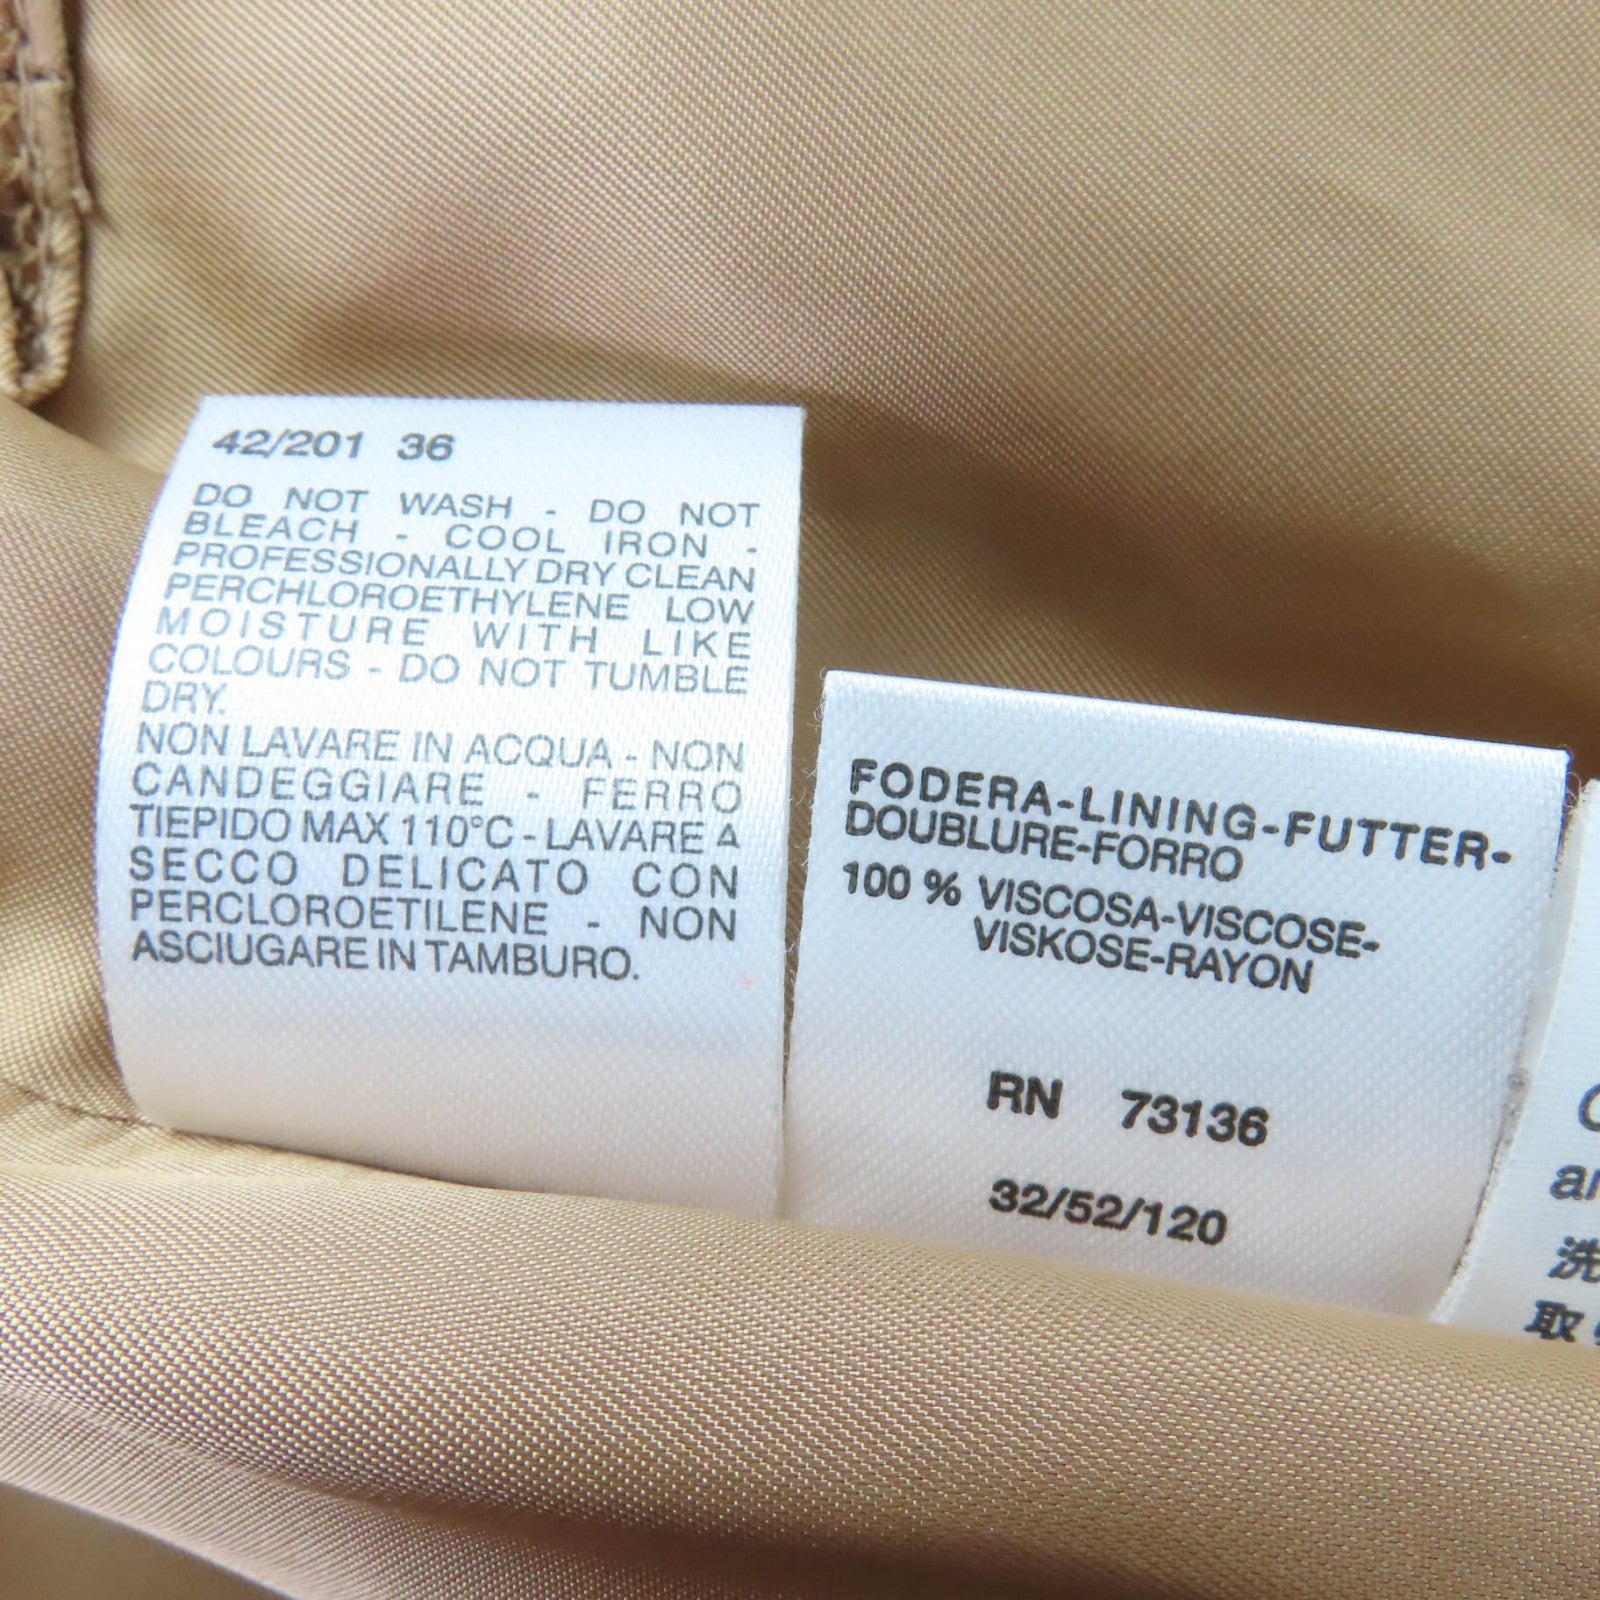 42/201 36
DO NOT WASH - DO NOT
BLEACH - COOL IRON -
PROFESSIONALLY DRY CLEAN
PERCHLOROETHYLENE LOW
MOISTURE WITH LIKE
COLOURS - DO NOT TUMBLE
DRY.
NON LAVARE IN ACQUA - NON
CANDEGGIARE - FERRO
TIEPIDO MAX 110°C - LAVARE A
SECCO DELICATO CON
PERCLOROETILENE - NON
ASCIUGARE IN TAMBURO.
FODERA-LINING-FUTTER-
DOUBLURE-FORRO
100 % VISCOSA-VISCOSE-
VISKOSE-RAYON
RN 73136
32/52/120
洗
取